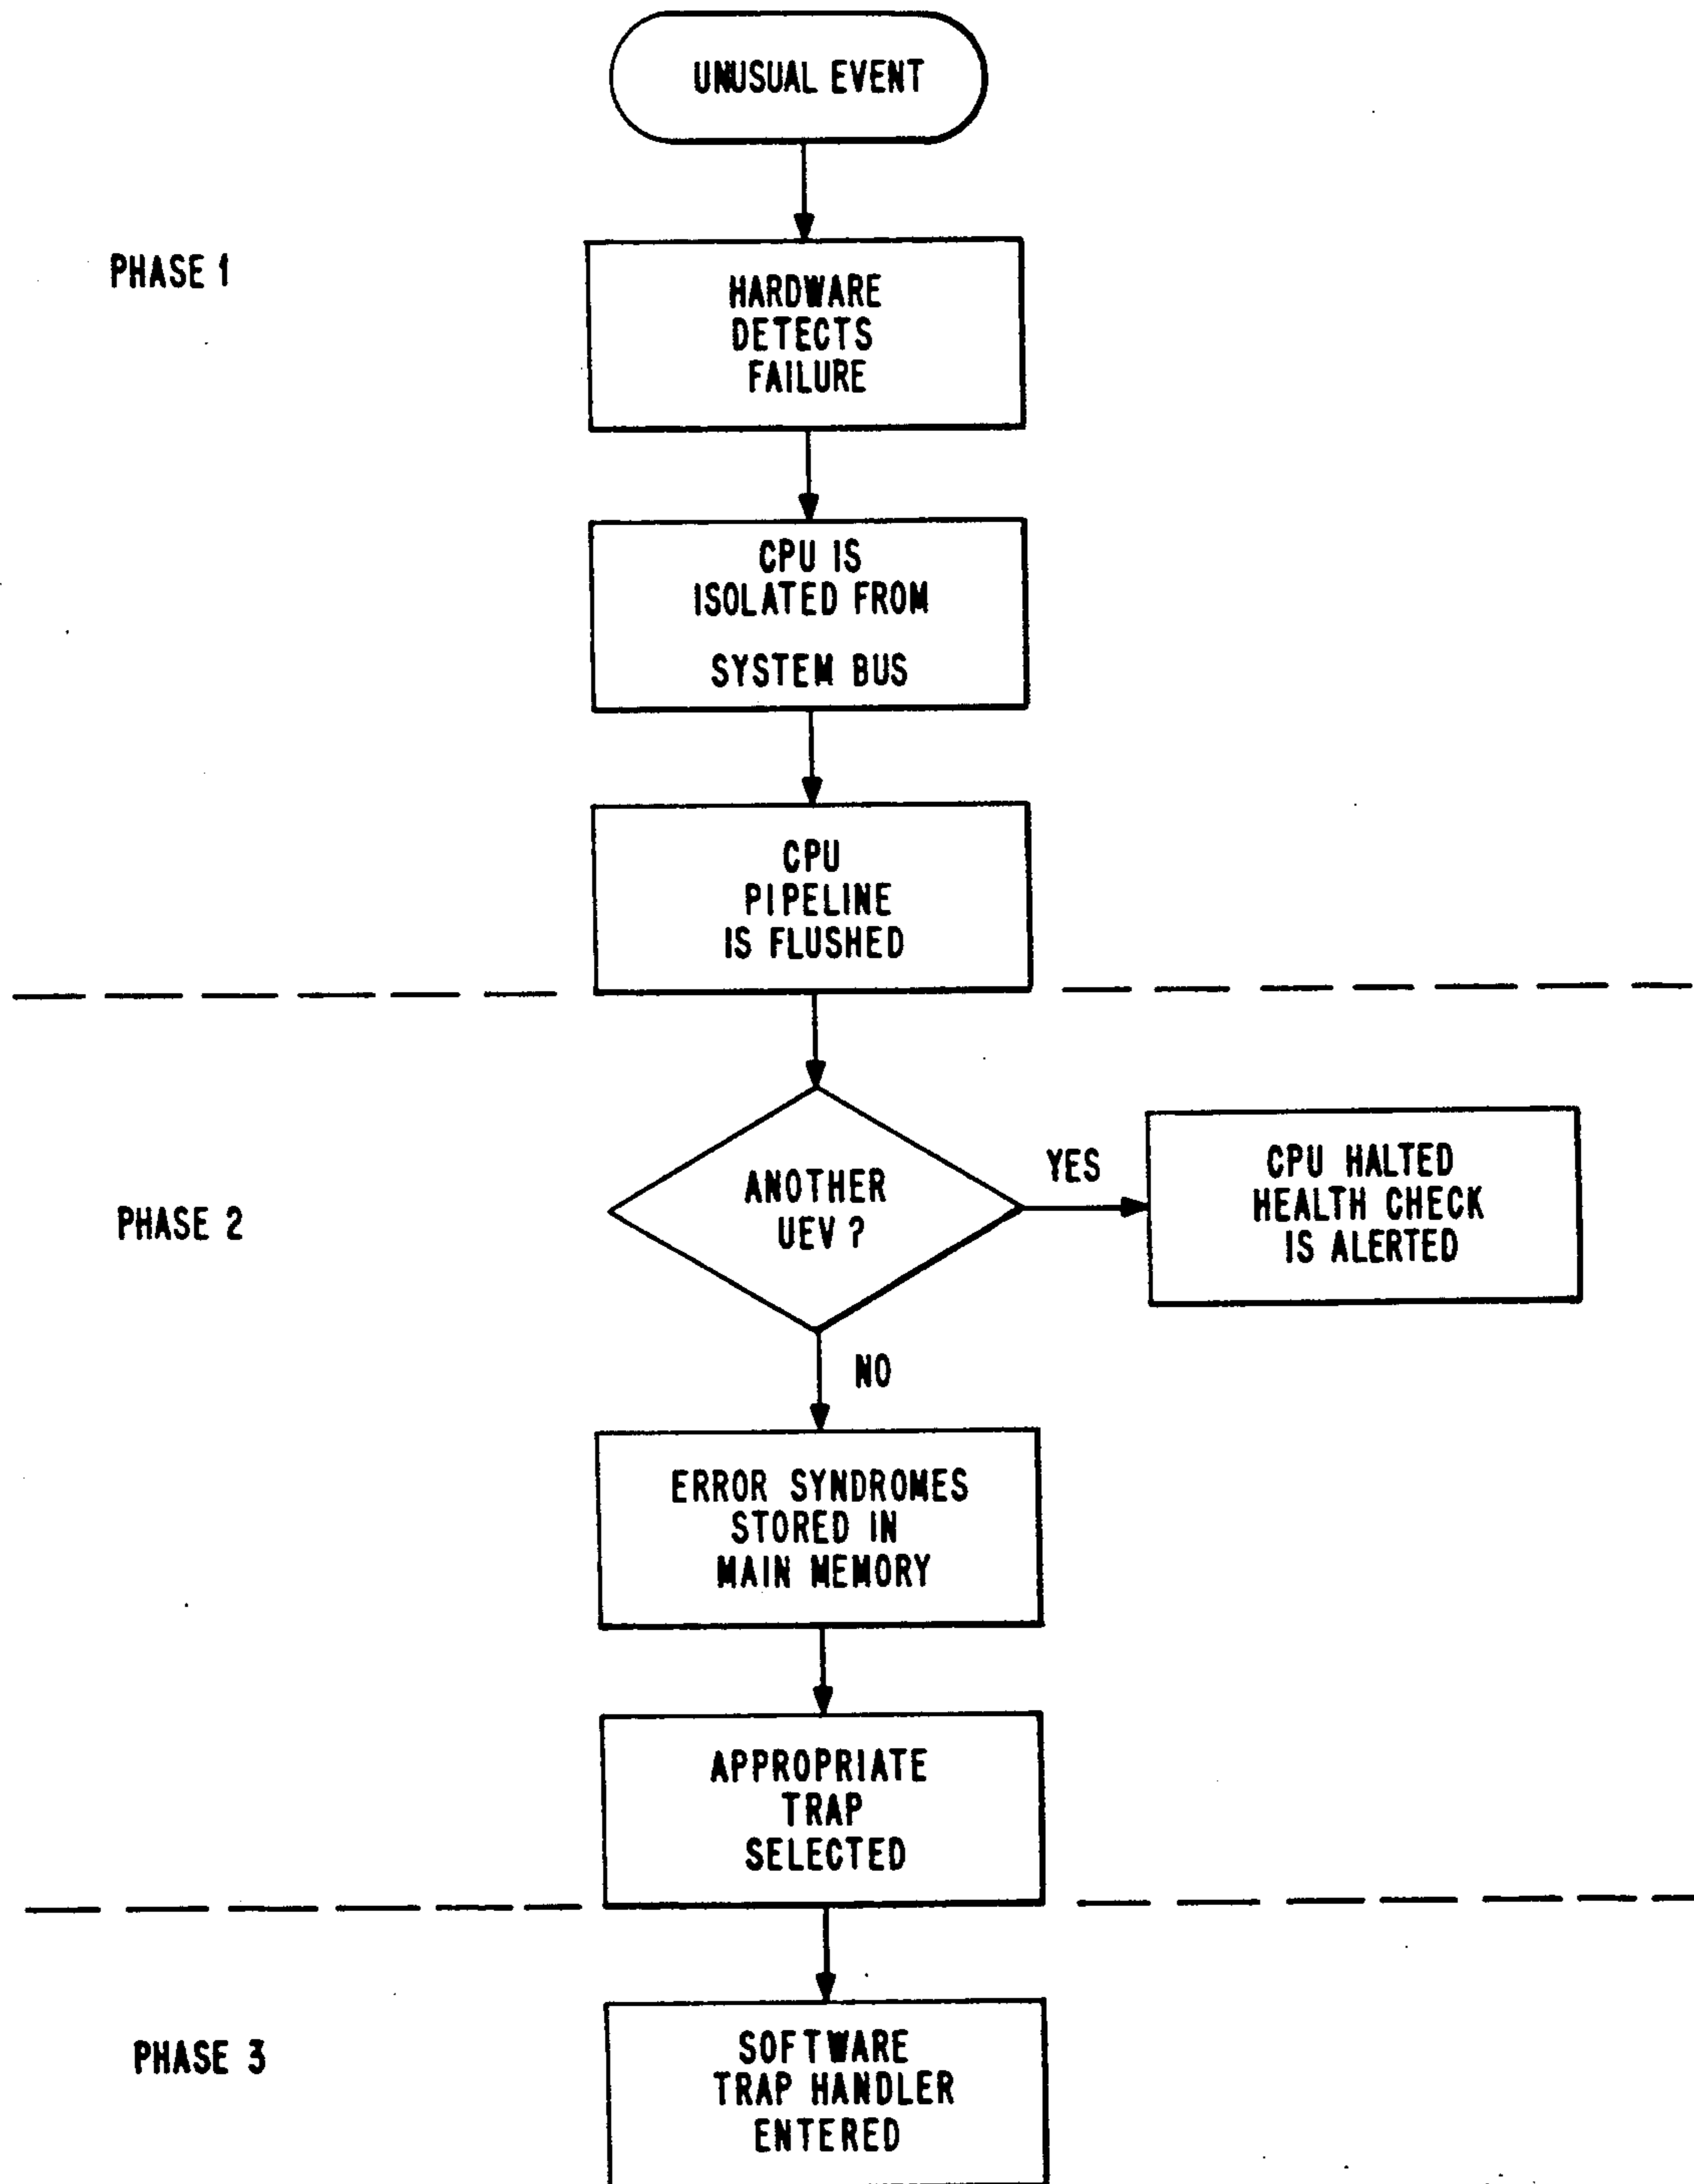 UNUSUAL EVENT
PHASE 1
HARDWARE
DETECTS
FAILURE
CPU IS
ISOLATED FROM
SYSTEM BUS
CPU
PIPELINE
IS FLUSHED
PHASE 2
ANOTHER
UEV ?
YES
CPU HALTED
HEALTH CHECK
IS ALERTED
NO
ERROR SYNDROMES
STORED IN
MAIN MEMORY
APPROPRIATE
TRAP
SELECTED
PHASE 3
SOFTWARE
TRAP HANDLER
ENTERED